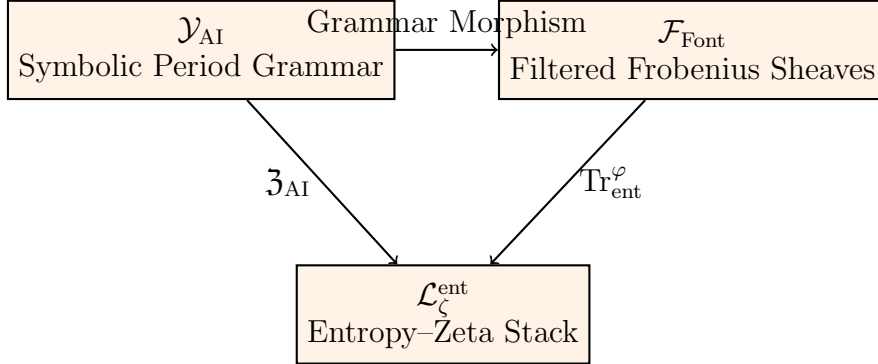 𝒴_AI
Symbolic Period Grammar
Grammar Morphism
ℱ_Font
Filtered Frobenius Sheaves
ℨ_AI
Tr^φ_ent
ℒ^ent_ζ
Entropy–Zeta Stack